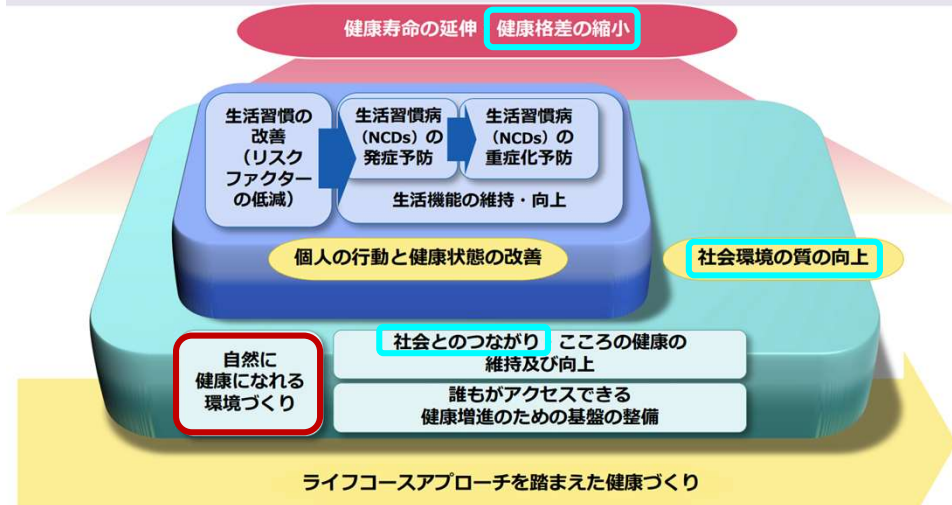 健康寿命の延伸 健康格差の縮小
生活習慣の
改善
（リスク
ファクター
の低減）
生活習慣病
（NCDs）の
発症予防
生活習慣病
（NCDs）の
重症化予防
生活機能の維持・向上
個人の行動と健康状態の改善
社会環境の質の向上
自然に
健康になれる
環境づくり
社会とのつながり こころの健康の
維持及び向上
誰もがアクセスできる
健康増進のための基盤の整備
ライフコースアプローチを踏まえた健康づくり